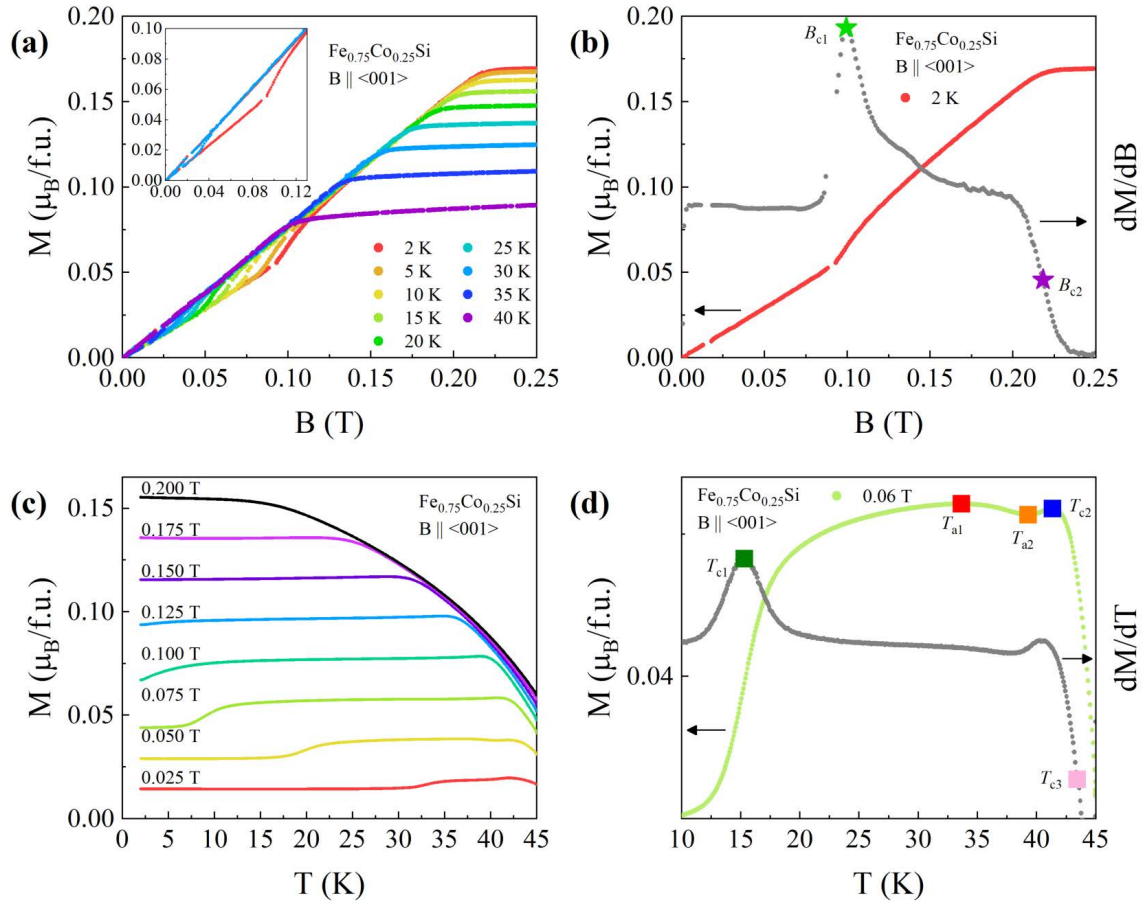 (a)
Fe0.75Co0.25Si
B || <001>
0.10
0.08
0.06
0.04
0.02
0.00
0.00 0.04 0.08 0.12
0.20
0.15
0.10
0.05
0.00
M (μB/f.u.)
2 K
5 K
10 K
15 K
20 K
25 K
30 K
35 K
40 K
0.00 0.05 0.10 0.15 0.20 0.25
B (T)
(b)
Bc1
Fe0.75Co0.25Si
B || <001>
2 K
Bc2
0.20
0.15
0.10
0.05
0.00
M (μB/f.u.)
dM/dB
0.00 0.05 0.10 0.15 0.20 0.25
B (T)
(c)
Fe0.75Co0.25Si
B || <001>
0.200 T
0.175 T
0.150 T
0.125 T
0.100 T
0.075 T
0.050 T
0.025 T
0.15
0.10
0.05
0.00
M (μB/f.u.)
0 5 10 15 20 25 30 35 40 45
T (K)
(d)
Fe0.75Co0.25Si
B || <001>
0.06 T
Ta1
Ta2
Tc2
Tc1
Tc3
0.04
M (μB/f.u.)
dM/dT
10 15 20 25 30 35 40 45
T (K)